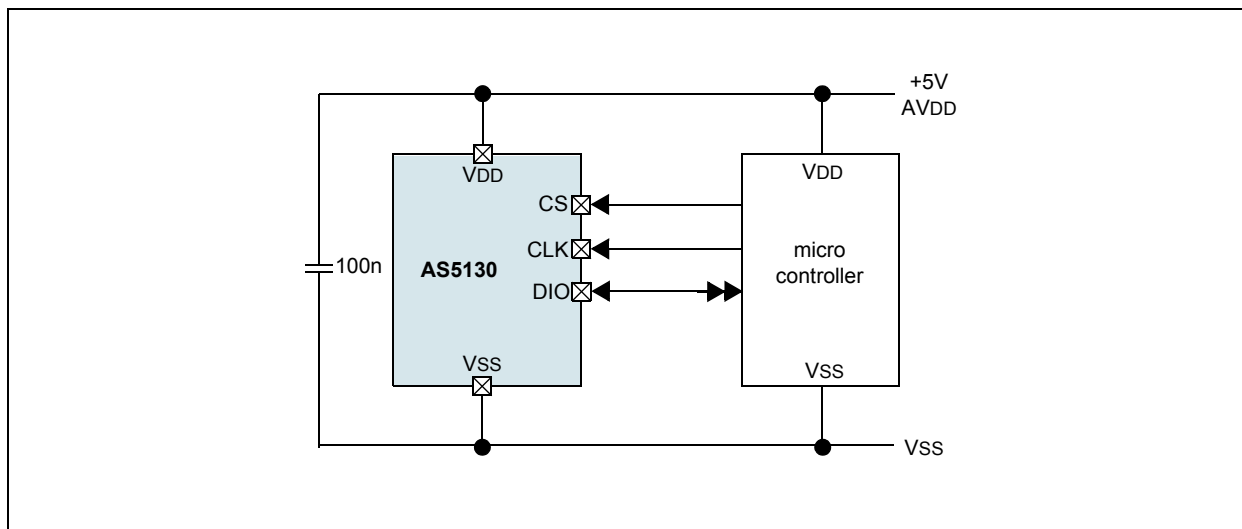 +5V
AVDD
VDD
VDD
CS
CLK
micro
controller
100n
AS5130
DIO
VSS
VSS
VSS